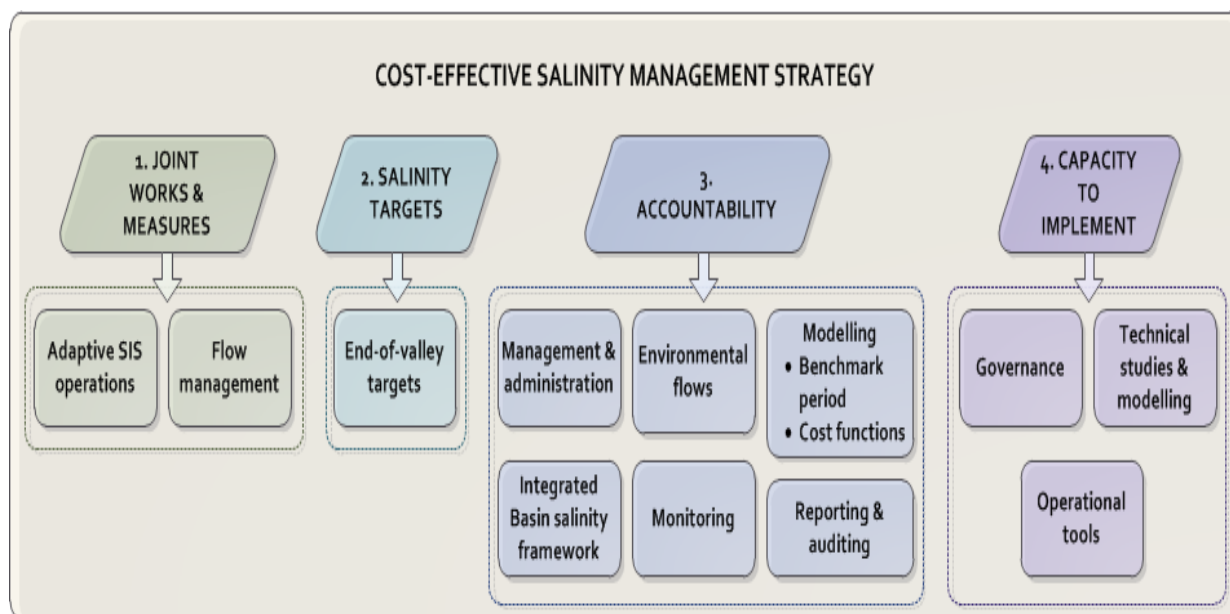 COST-EFFECTIVE SALINITY MANAGEMENT STRATEGY
1. JOINT
WORKS &
MEASURES
2. SALINITY
TARGETS
3.
ACCOUNTABILITY
4. CAPACITY
TO
IMPLEMENT
Adaptive SIS
operations
Flow
management
End-of-valley
targets
Management &
administration
Environmental
flows
Modelling
• Benchmark
period
• Cost functions
Integrated
Basin salinity
framework
Monitoring
Reporting &
auditing
Governance
Technical
studies &
modelling
Operational
tools